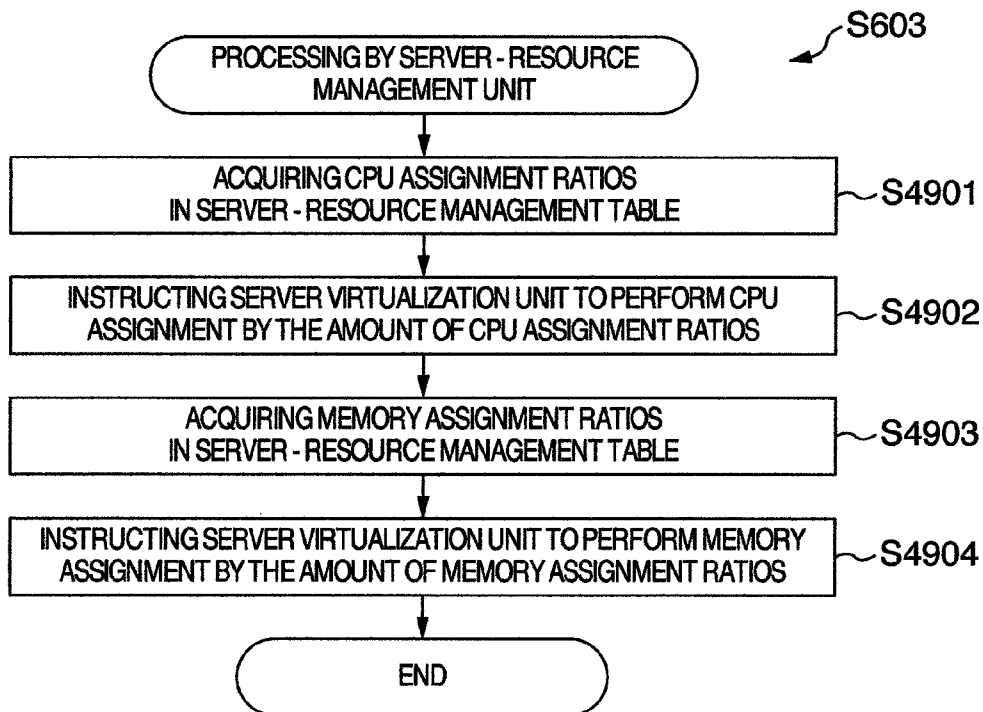 S603
PROCESSING BY SERVER - RESOURCE
MANAGEMENT UNIT
ACQUIRING CPU ASSIGNMENT RATIOS
IN SERVER - RESOURCE MANAGEMENT TABLE
S4901
INSTRUCTING SERVER VIRTUALIZATION UNIT TO PERFORM CPU
ASSIGNMENT BY THE AMOUNT OF CPU ASSIGNMENT RATIOS
S4902
ACQUIRING MEMORY ASSIGNMENT RATIOS
IN SERVER - RESOURCE MANAGEMENT TABLE
S4903
INSTRUCTING SERVER VIRTUALIZATION UNIT TO PERFORM MEMORY
ASSIGNMENT BY THE AMOUNT OF MEMORY ASSIGNMENT RATIOS
S4904
END